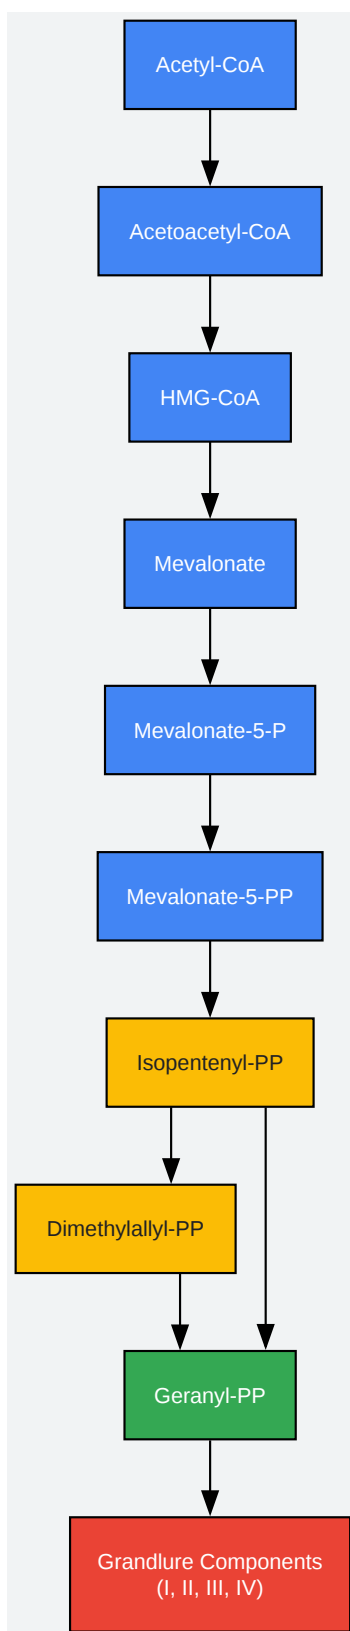 Acetyl-CoA
Acetoacetyl-CoA
HMG-CoA
Mevalonate
Mevalonate-5-P
Mevalonate-5-PP
Isopentenyl-PP
Dimethylallyl-PP
Geranyl-PP
Grandlure Components
(I, II, III, IV)